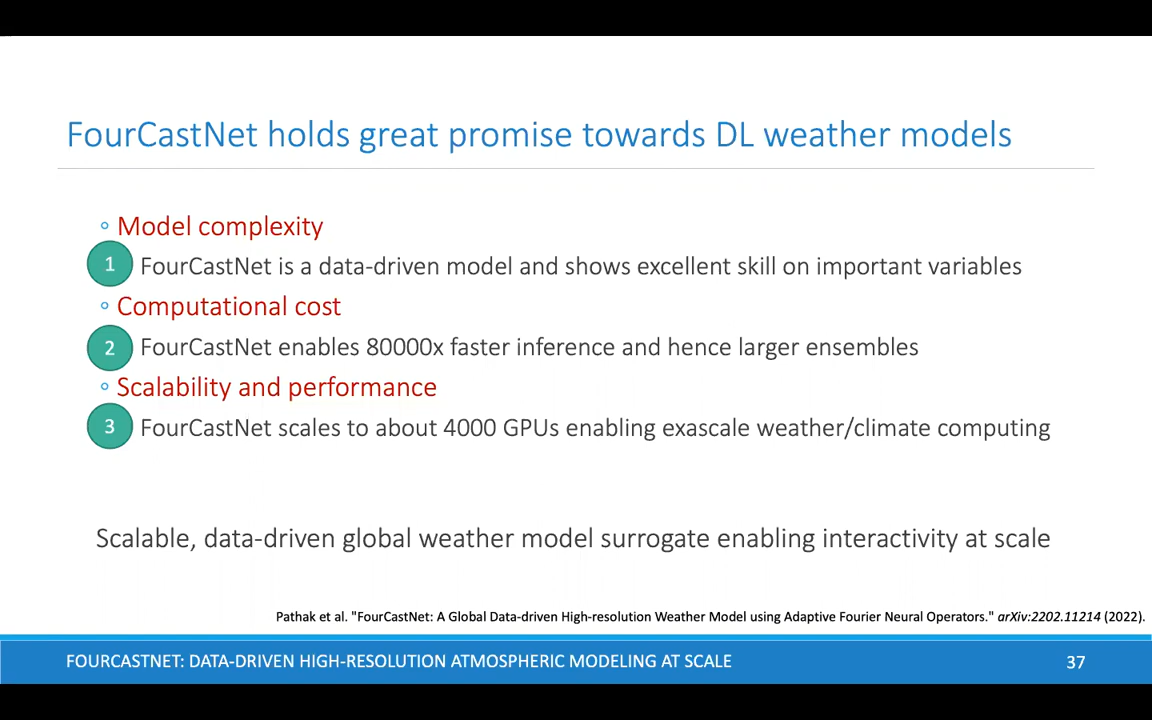 FourCastNet holds great promise towards DL weather models
◦ Model complexity
1 FourCastNet is a data-driven model and shows excellent skill on important variables
◦ Computational cost
2 FourCastNet enables 80000x faster inference and hence larger ensembles
◦ Scalability and performance
3 FourCastNet scales to about 4000 GPUs enabling exascale weather/climate computing
Scalable, data-driven global weather model surrogate enabling interactivity at scale
Pathak et al. "FourCastNet: A Global Data-driven High-resolution Weather Model using Adaptive Fourier Neural Operators." arXiv:2202.11214 (2022).
FOURCASTNET: DATA-DRIVEN HIGH-RESOLUTION ATMOSPHERIC MODELING AT SCALE 37